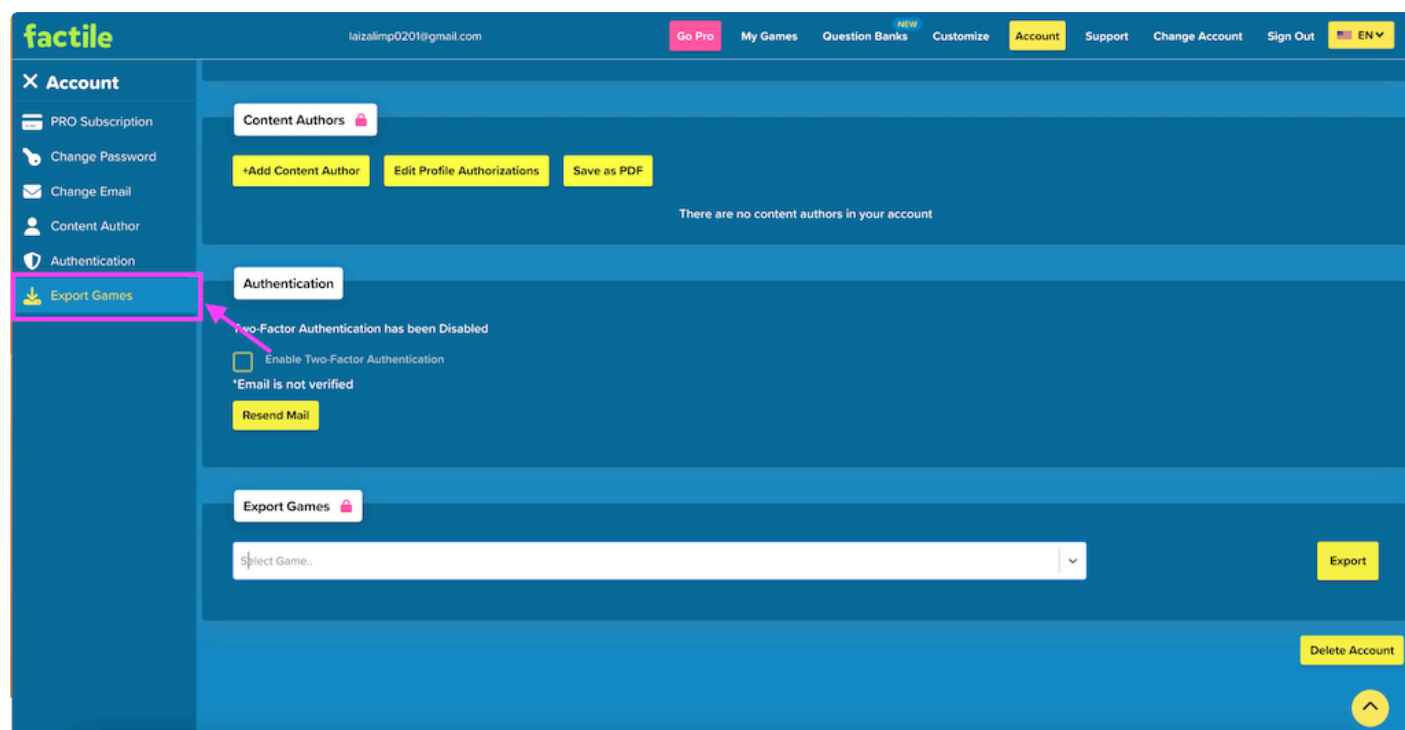 factile
laizalimp0201@gmail.com
Go Pro
My Games
Question Banks
NEW
Customize
Account
Support
Change Account
Sign Out
EN
Account
PRO Subscription
Change Password
Change Email
Content Author
Authentication
Export Games
Content Authors
+Add Content Author
Edit Profile Authorizations
Save as PDF
There are no content authors in your account
Authentication
Two-Factor Authentication has been Disabled
Enable Two-Factor Authentication
*Email is not verified
Resend Mail
Export Games
Select Game..
Export
Delete Account